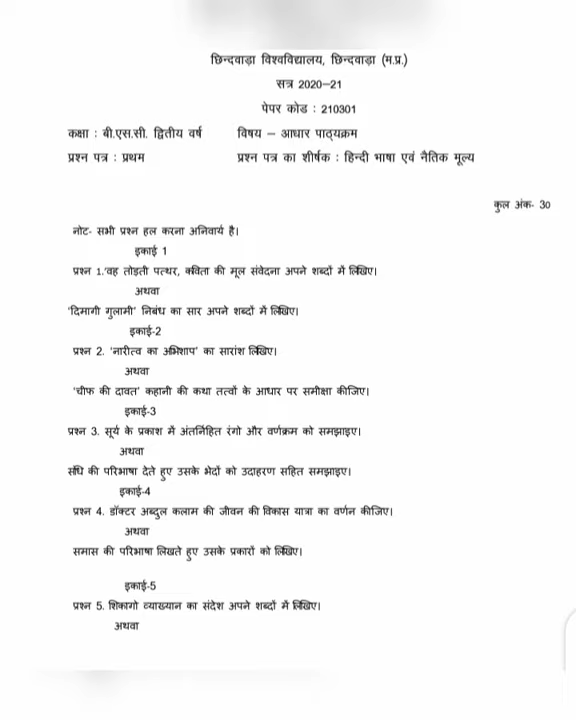 छिन्दवाड़ा विश्वविद्यालय, छिन्दवाड़ा (म.प्र.)
सत्र 2020–21
पेपर कोड : 210301
कक्षा : बी.एस.सी. द्वितीय वर्ष विषय – आधार पाठ्यक्रम
प्रश्न पत्र : प्रथम प्रश्न पत्र का शीर्षक : हिन्दी भाषा एवं नैतिक मूल्य
कुल अंक- 30
नोट- सभी प्रश्न हल करना अनिवार्य है।
इकाई 1
प्रश्न 1.'वह तोड़ती पत्थर, कविता की मूल संवेदना अपने शब्दों में लिखिए।
अथवा
'दिमागी गुलामी' निबंध का सार अपने शब्दों में लिखिए।
इकाई-2
प्रश्न 2. 'नारीत्व का अभिशाप' का सारांश लिखिए।
अथवा
'चीफ की दावत' कहानी की कथा तत्वों के आधार पर समीक्षा कीजिए।
इकाई-3
प्रश्न 3. सूर्य के प्रकाश में अंतर्निहित रंगो और वर्णक्रम को समझाइए।
अथवा
संधि की परिभाषा देते हुए उसके भेदों को उदाहरण सहित समझाइए।
इकाई-4
प्रश्न 4. डॉक्टर अब्दुल कलाम की जीवन की विकास यात्रा का वर्णन कीजिए।
अथवा
समास की परिभाषा लिखते हुए उसके प्रकारों को लिखिए।
इकाई-5
प्रश्न 5. शिकागो व्याख्यान का संदेश अपने शब्दों में लिखिए।
अथवा